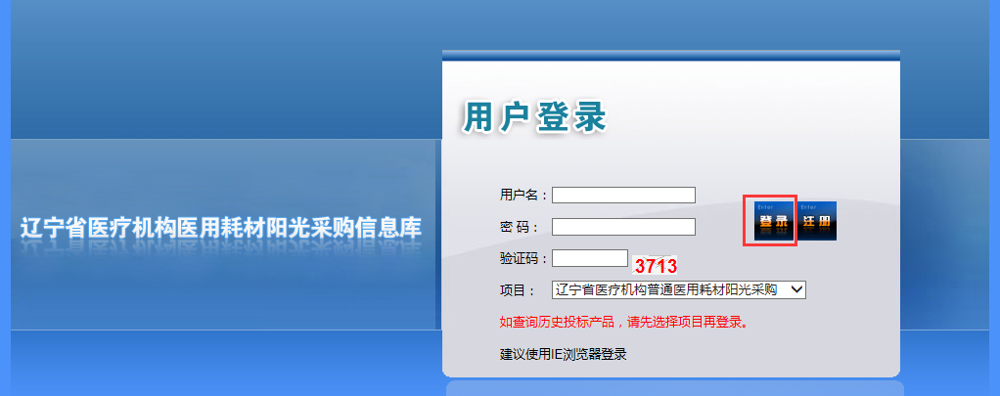 用户登录
辽宁省医疗机构医用耗材阳光采购信息库
用户名：
密 码：
Enter
登 录
Enter
注 册
验证码：
3713
项目：
辽宁省医疗机构普通医用耗材阳光采购
如查询历史投标产品，请先选择项目再登录。
建议使用IE浏览器登录